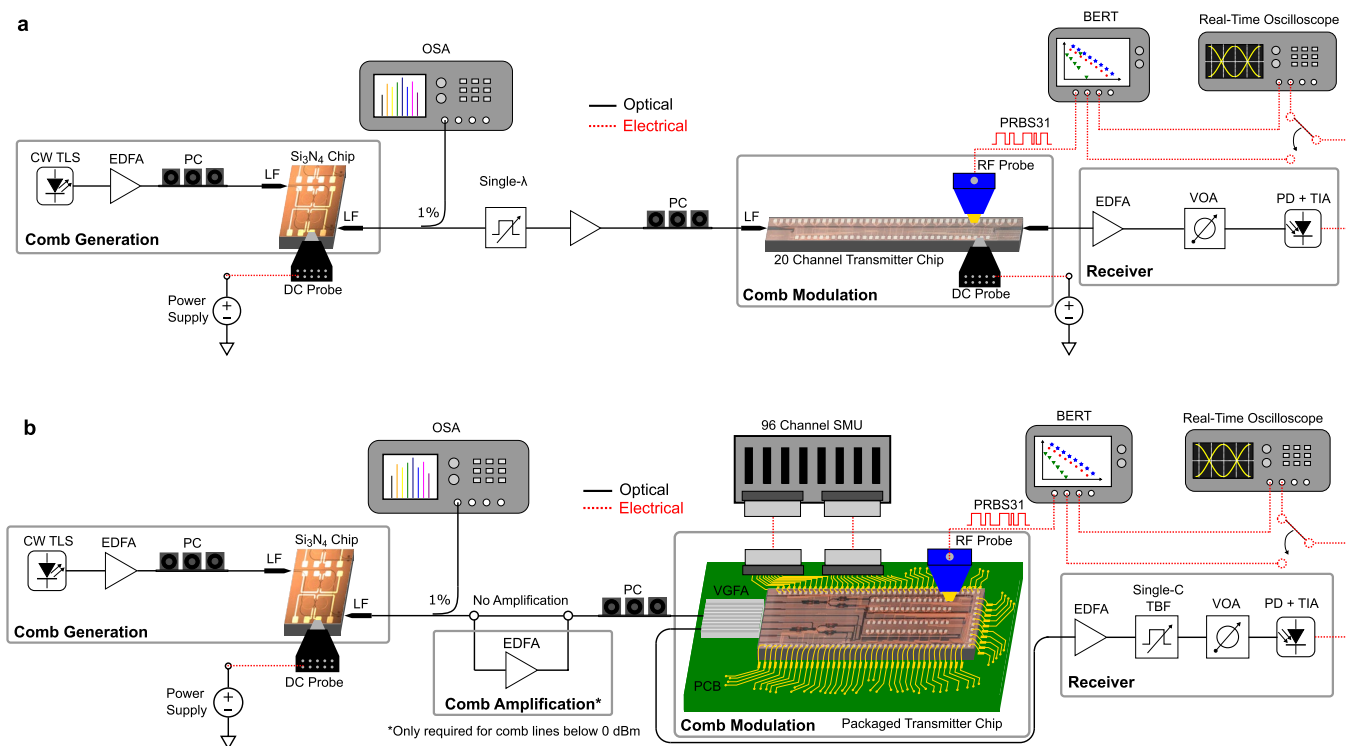 a
OSA
BERT
Real-Time Oscilloscope
Optical
Electrical
PRBS31
CW TLS
EDFA
PC
LF
Si₃N₄ Chip
LF
1%
Single-λ
PC
LF
RF Probe
EDFA
VOA
PD + TIA
Comb Generation
20 Channel Transmitter Chip
Receiver
DC Probe
Comb Modulation
DC Probe
Power
Supply
b
OSA
96 Channel SMU
BERT
Real-Time Oscilloscope
Optical
Electrical
PRBS31
CW TLS
EDFA
PC
LF
Si₃N₄ Chip
LF
1%
No Amplification
PC
VGFA
RF Probe
EDFA
Single-C
TBF
VOA
PD + TIA
Comb Generation
EDFA
DC Probe
Power
Supply
Comb Amplification*
*Only required for comb lines below 0 dBm
PCB
Comb Modulation
Packaged Transmitter Chip
Receiver